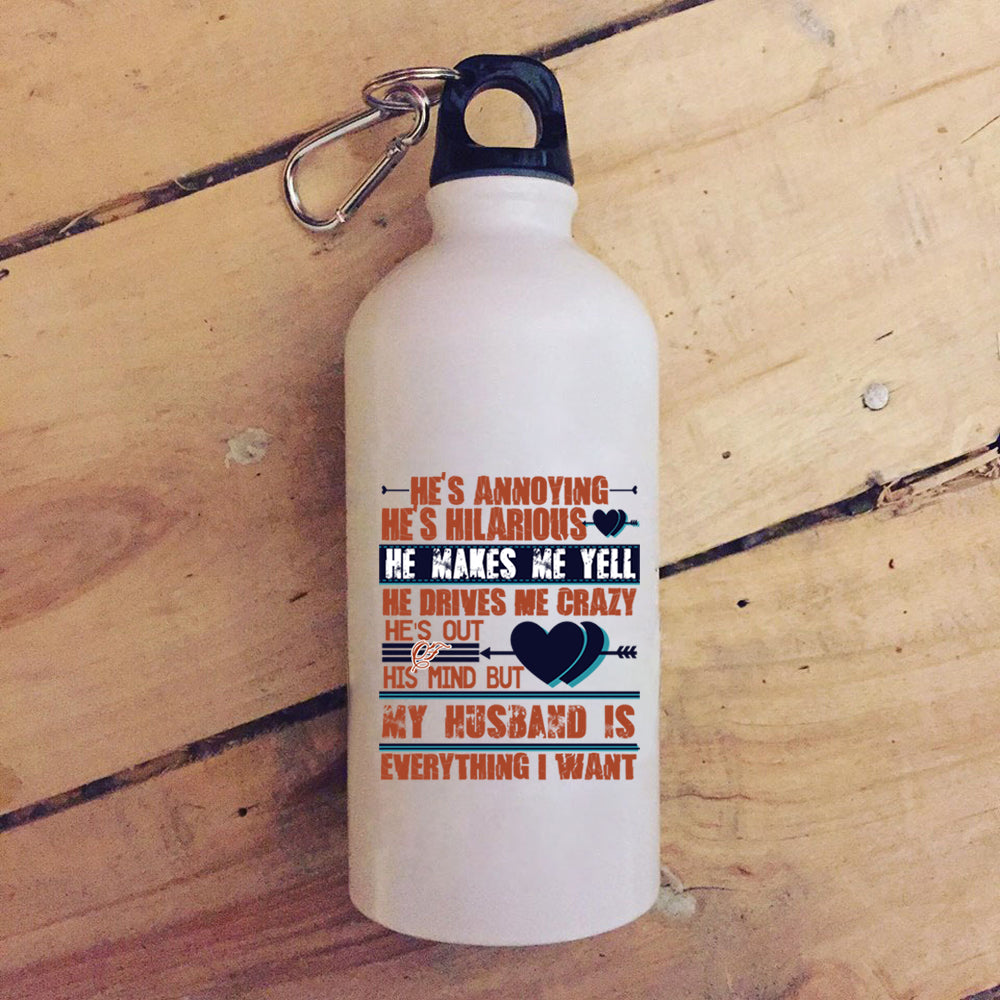 HE'S ANNOYING
HE'S HILARIOUS
HE MAKES ME YELL
HE DRIVES ME CRAZY
HE'S OUT
OF
HIS MIND BUT
MY HUSBAND IS
EVERYTHING I WANT